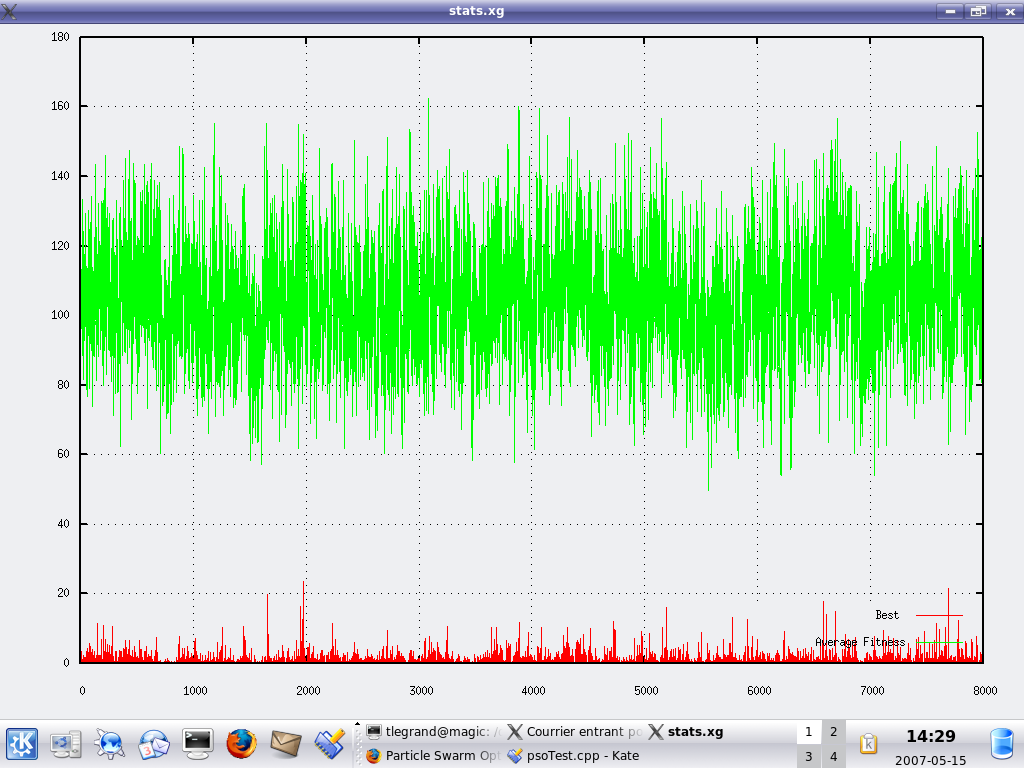 stats.xg
180
160
140
120
100
80
60
40
20
0
Best
Average Fitness
0 1000 2000 3000 4000 5000 6000 7000 8000
tlegrand@magic: Courrier entrant po stats.xg 1 2
Particle Swarm Opt psoTest.cpp - Kate 3 4
14:29
2007-05-15